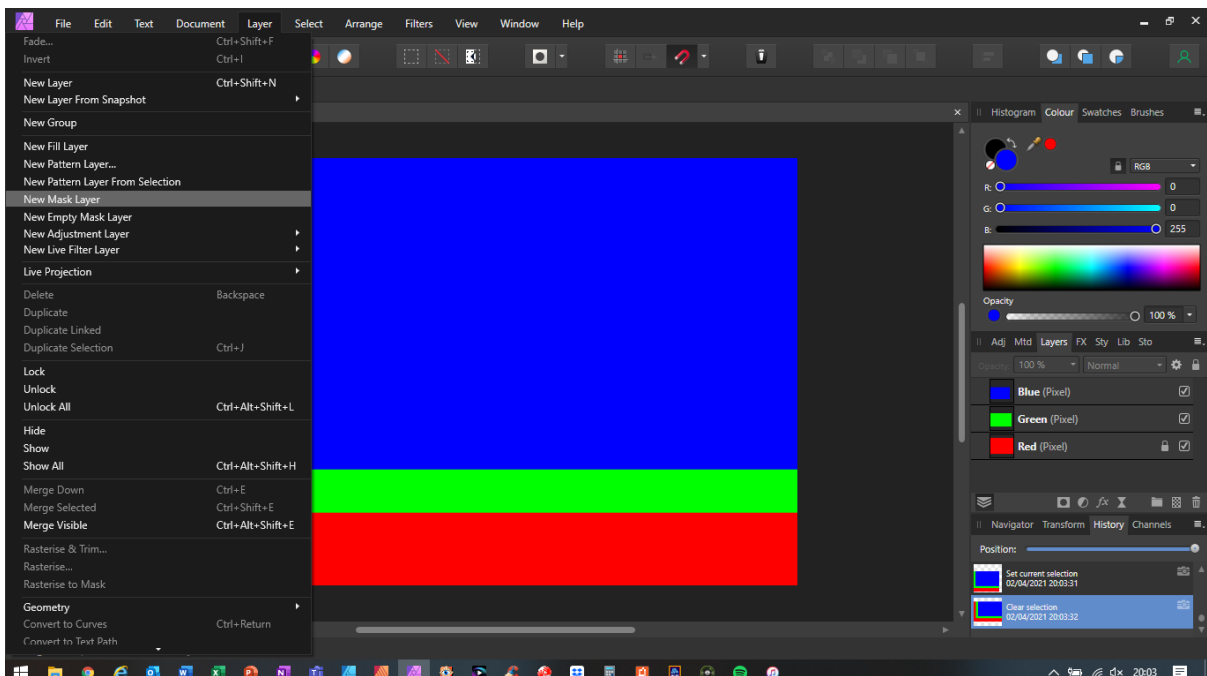 File Edit Text Document Layer Select Arrange Filters View Window Help
Fade... Ctrl+Shift+F
Invert Ctrl+I
New Layer Ctrl+Shift+N
New Layer From Snapshot
New Group
New Fill Layer
New Pattern Layer...
New Pattern Layer From Selection
New Mask Layer
New Empty Mask Layer
New Adjustment Layer
New Live Filter Layer
Live Projection
Delete Backspace
Duplicate
Duplicate Linked
Duplicate Selection Ctrl+J
Lock
Unlock
Unlock All Ctrl+Alt+Shift+L
Hide
Show
Show All Ctrl+Alt+Shift+H
Merge Down Ctrl+E
Merge Selected Ctrl+Shift+E
Merge Visible Ctrl+Alt+Shift+E
Rasterise & Trim...
Rasterise...
Rasterise to Mask
Geometry
Convert to Curves Ctrl+Return
Convert to Text Path
Histogram Colour Swatches Brushes
RGB
R: 0
G: 0
B: 255
Opacity
100 %
Adj Mtd Layers FX Sty Lib Sto
Opacity: 100 % Normal
Blue (Pixel)
Green (Pixel)
Red (Pixel)
fx
Navigator Transform History Channels
Position:
Set current selection
02/04/2021 20:03:31
Clear selection
02/04/2021 20:03:32
20:03